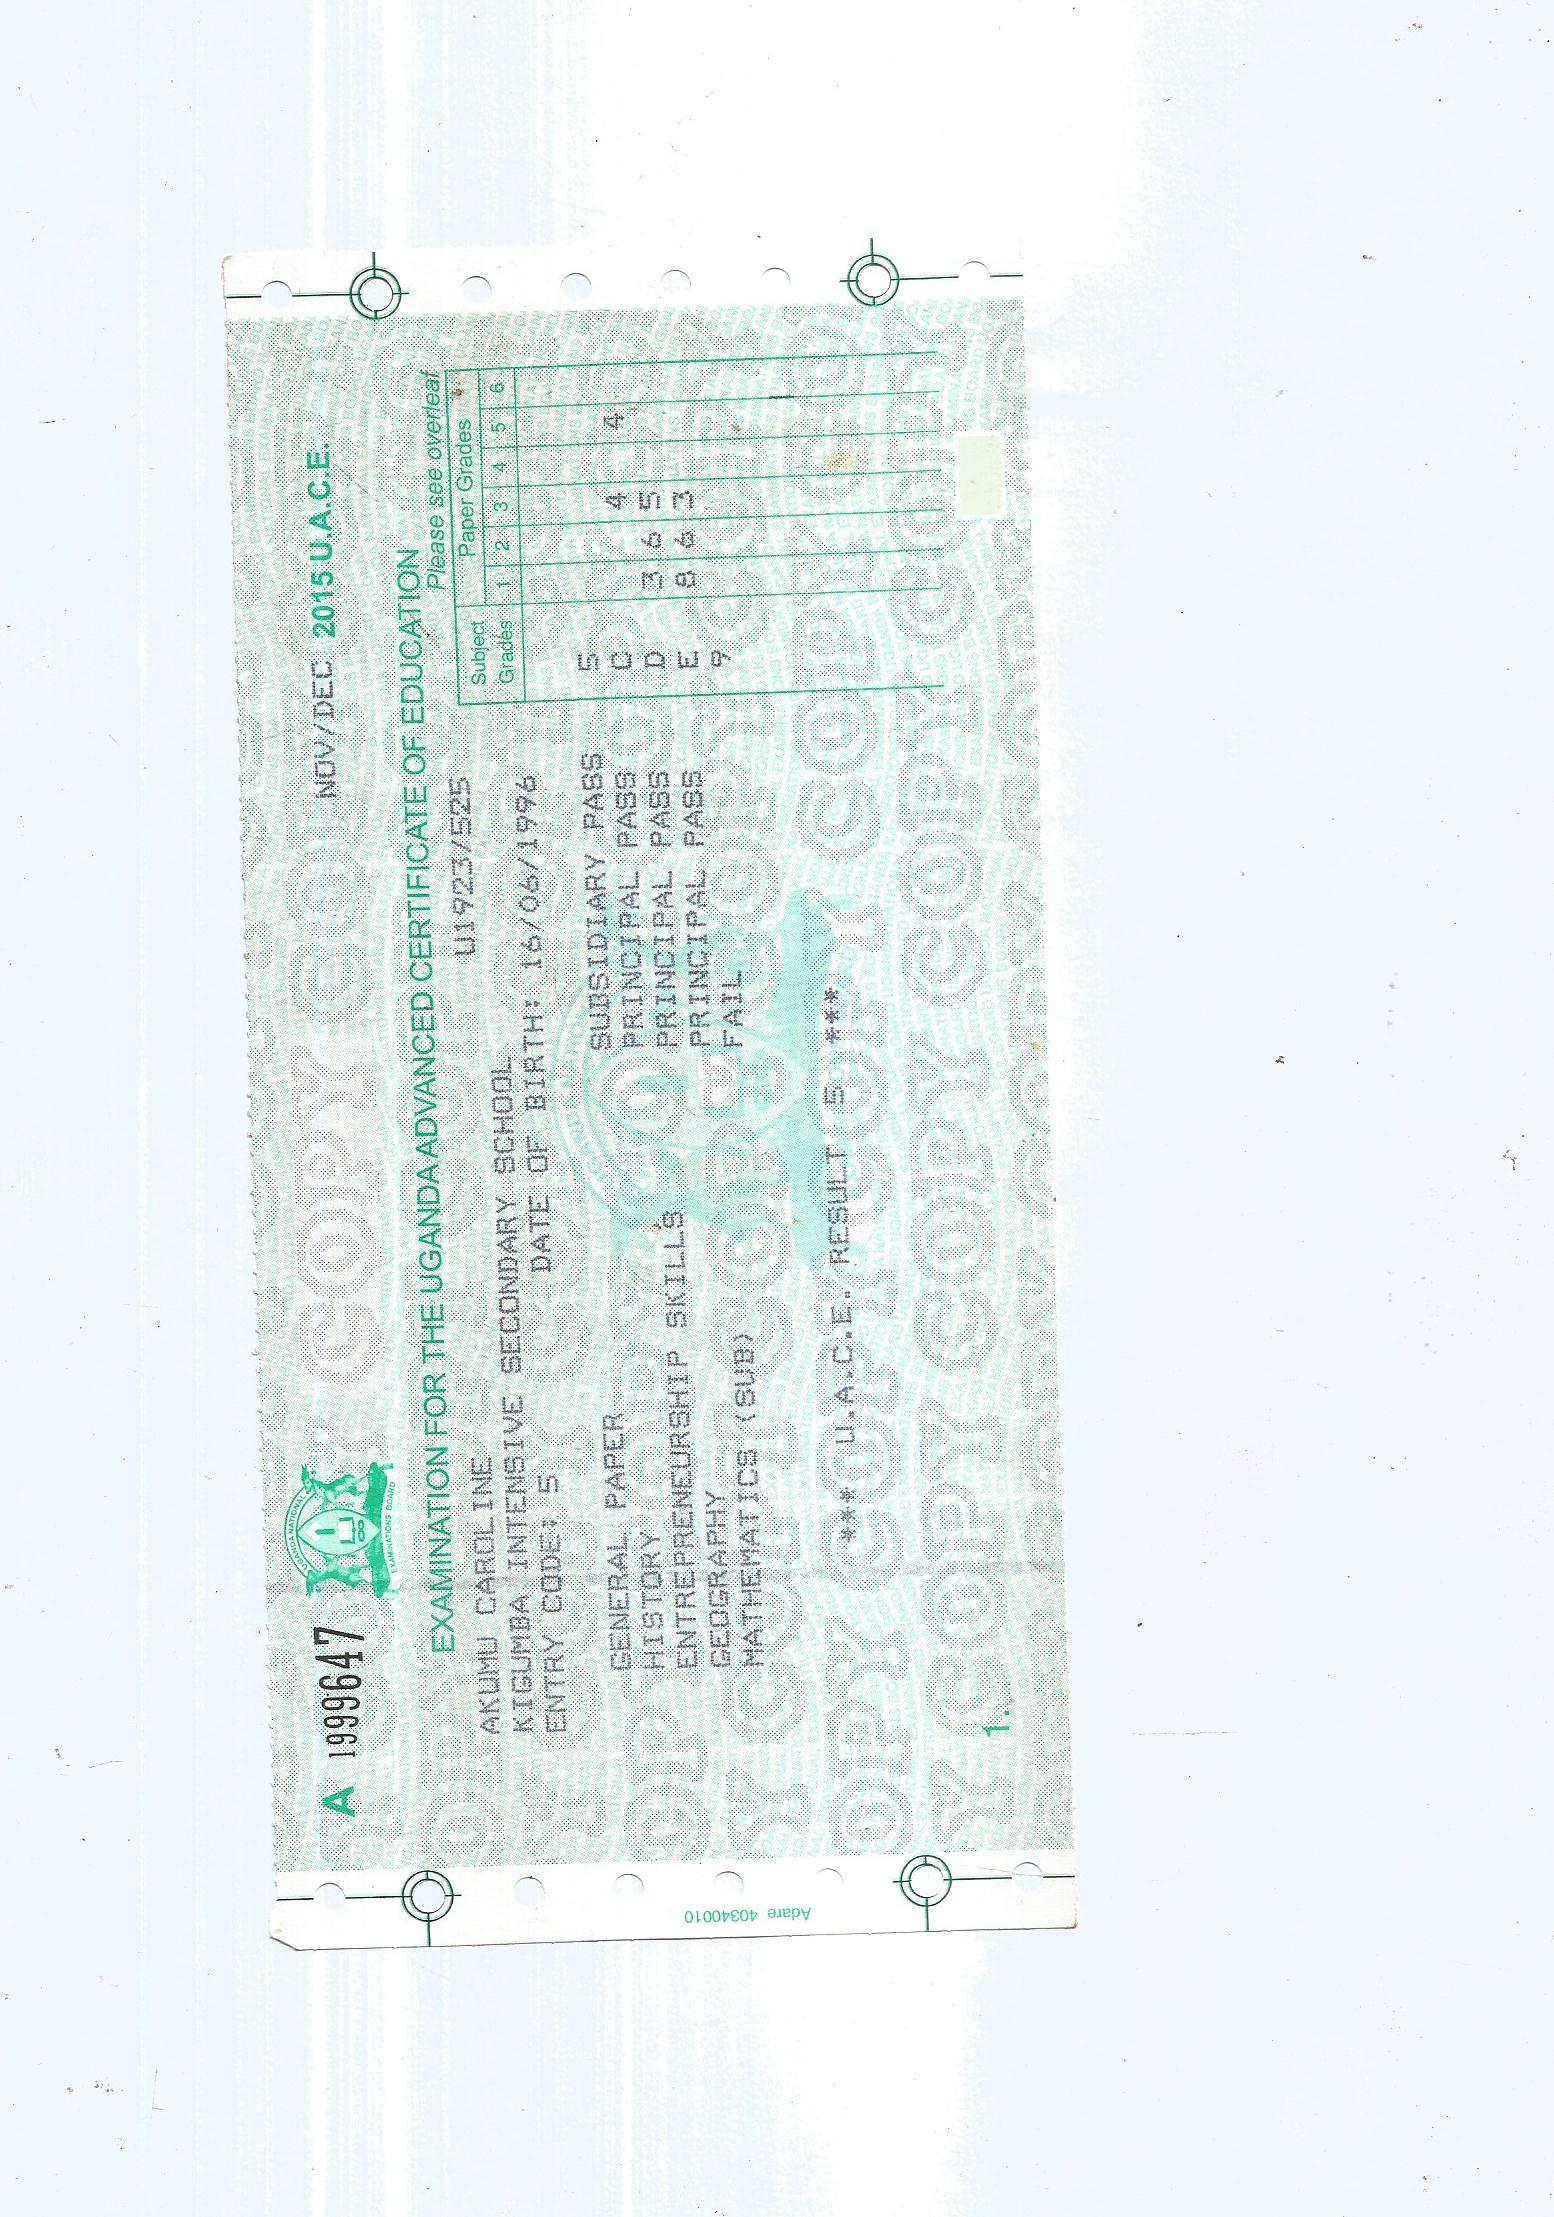 A 199647 NOV/DEC 2015 U.A.C.E.
UGANDA NATIONAL
EXAMINATIONS BOARD
COPY
EXAMINATION FOR THE UGANDA ADVANCED CERTIFICATE OF EDUCATION
Please see overleaf
AKUMU CAROLINE U1923/525
KIGUMBA INTENSIVE SECONDARY SCHOOL
ENTRY CODE: 5 DATE OF BIRTH: 16/06/1996
Subject Grades Paper Grades
1 2 3 4 5 6
GENERAL PAPER SUBSIDIARY PASS 5
HISTORY PRINCIPAL PASS C 4 4
ENTREPRENEURSHIP SKILLS PRINCIPAL PASS D 3 6 5
GEOGRAPHY PRINCIPAL PASS E 8 6 3
MATHEMATICS (SUB) FAIL 9
*** U.A.C.E. RESULT 5 ***
1.
Adare 40340010